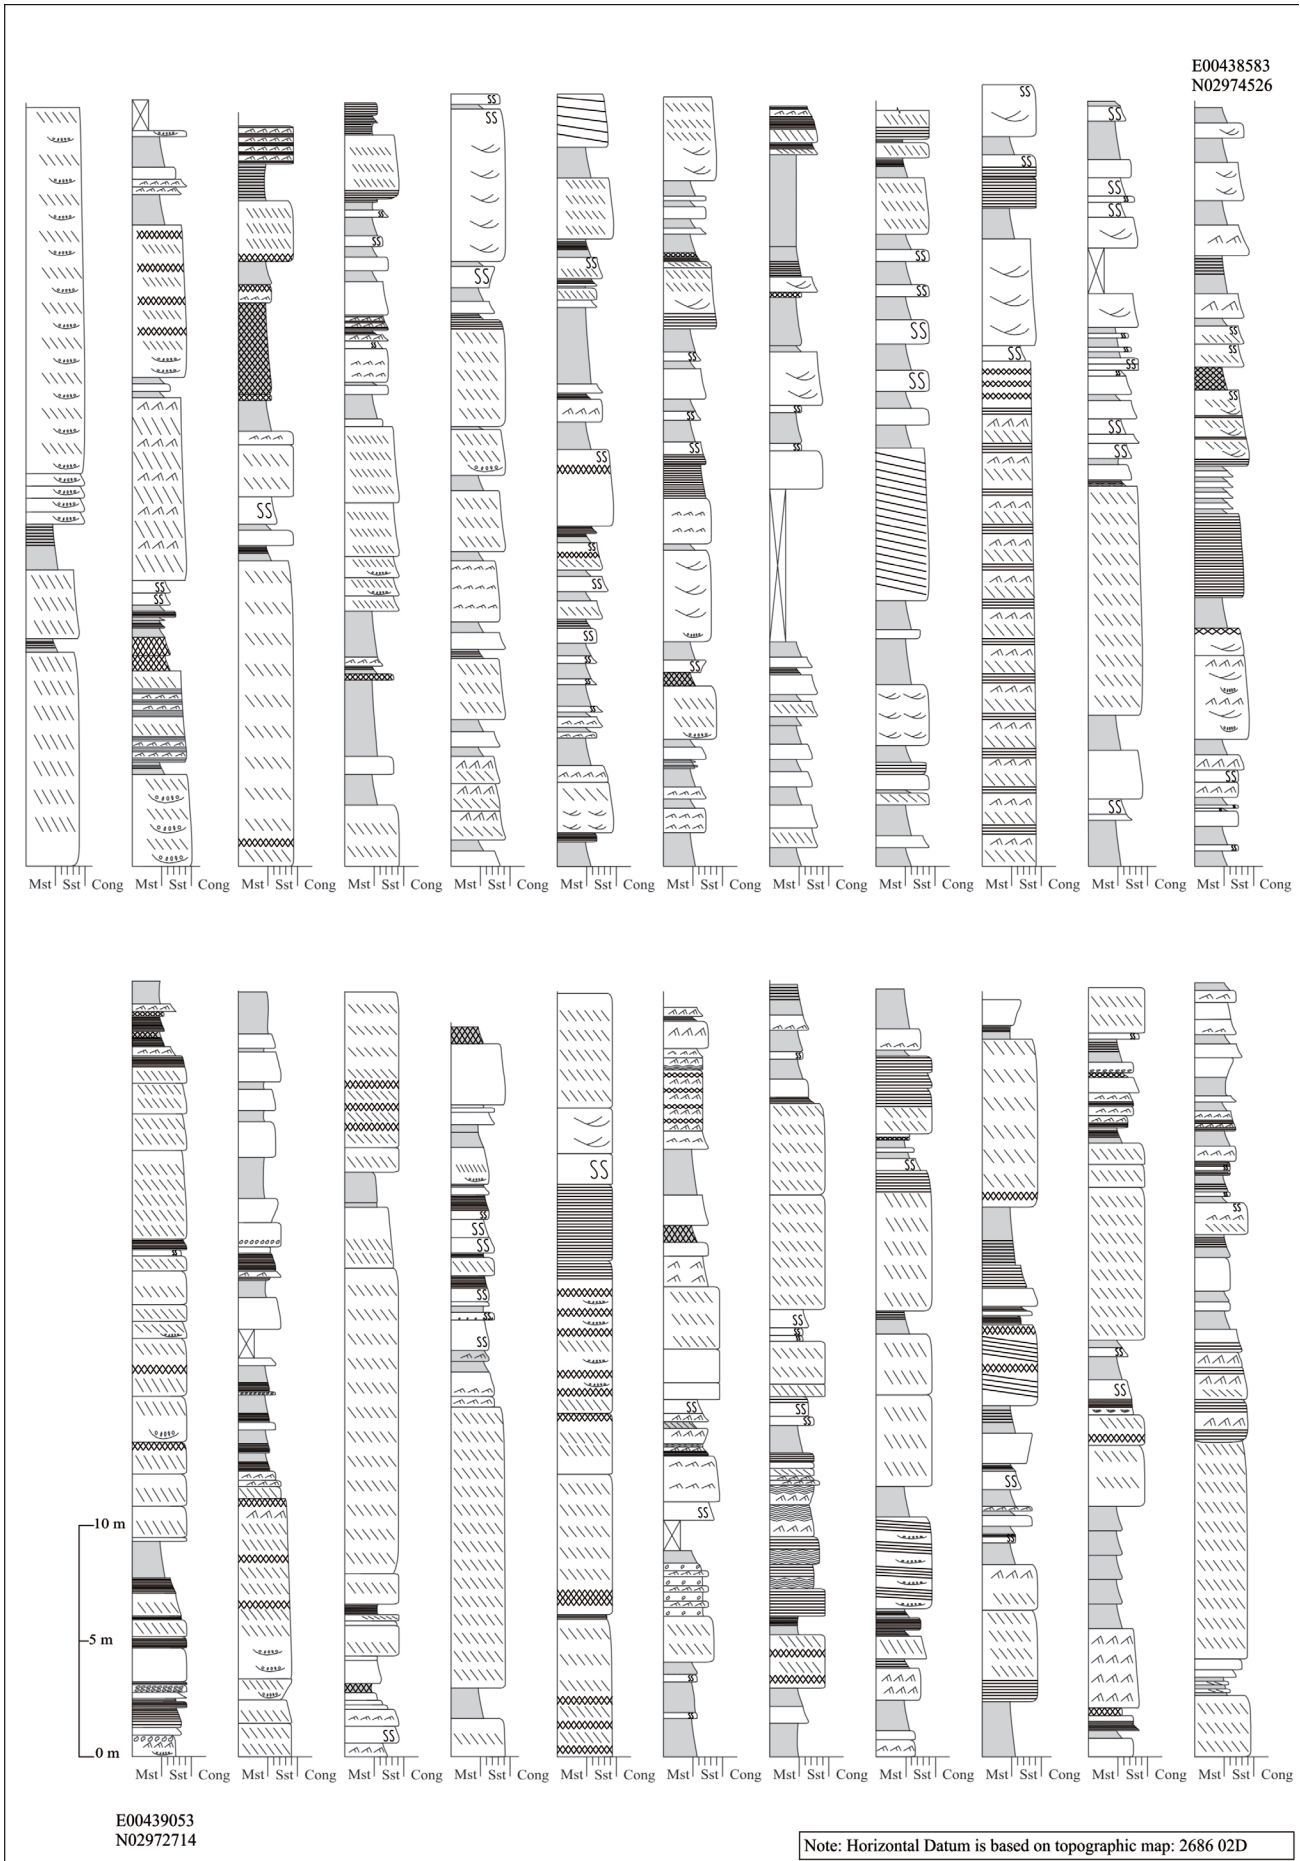 E00438583
N02974526
Mst Sst Cong Mst Sst Cong Mst Sst Cong Mst Sst Cong Mst Sst Cong Mst Sst Cong Mst Sst Cong Mst Sst Cong Mst Sst Cong Mst Sst Cong Mst Sst Cong Mst Sst Cong
10 m
5 m
0 m
Mst Sst Cong Mst Sst Cong Mst Sst Cong Mst Sst Cong Mst Sst Cong Mst Sst Cong Mst Sst Cong Mst Sst Cong Mst Sst Cong Mst Sst Cong Mst Sst Cong
E00439053
N02972714
Note: Horizontal Datum is based on topographic map: 2686 02D